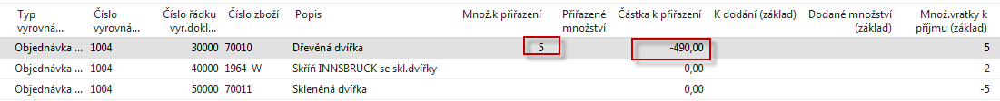 Typ Číslo Číslo řádku Číslo zboží Popis Množ.k přiřazení Přiřazené Částka k přiřazení K dodání (základ) Dodané množství Množ.vratky k
vyrovná... vyrovná... vyr.dokl... množství (základ) příjmu (základ)
Objednávka ... 1004 30000 70010 Dřevěná dvířka 5 -490,00 5
Objednávka ... 1004 40000 1964-W Skříň INNSBRUCK se skl.dvířky 0,00 2
Objednávka ... 1004 50000 70011 Skleněná dvířka 0,00 -5